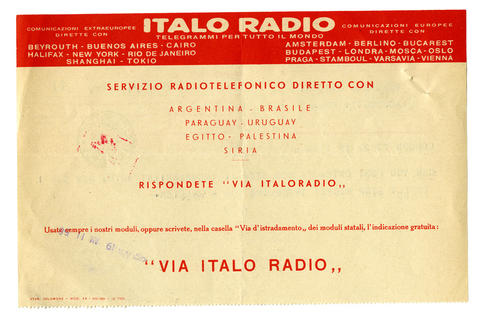 ITALO RADIO
TELEGRAMMI PER TUTTO IL MONDO
COMUNICAZIONI EXTRAEUROPEE
DIRETTE CON
BEYROUTH - BUENOS AIRES - CAIRO
HALIFAX - NEW YORK - RIO DE JANEIRO
SHANGHAI - TOKIO
COMUNICAZIONI EUROPEE
DIRETTE CON
AMSTERDAM - BERLINO - BUCAREST
BUDAPEST - LONDRA - MOSCA - OSLO
PRAGA - STAMBOUL - VARSAVIA - VIENNA
SERVIZIO RADIOTELEFONICO DIRETTO CON
ARGENTINA - BRASILE
PARAGUAY - URUGUAY
EGITTO - PALESTINA
SIRIA
RISPONDETE "VIA ITALORADIO„
Usate sempre i nostri moduli, oppure scrivete, nella casella "Via d'istradamento„ dei moduli statali, l'indicazione gratuita:
"VIA ITALO RADIO„